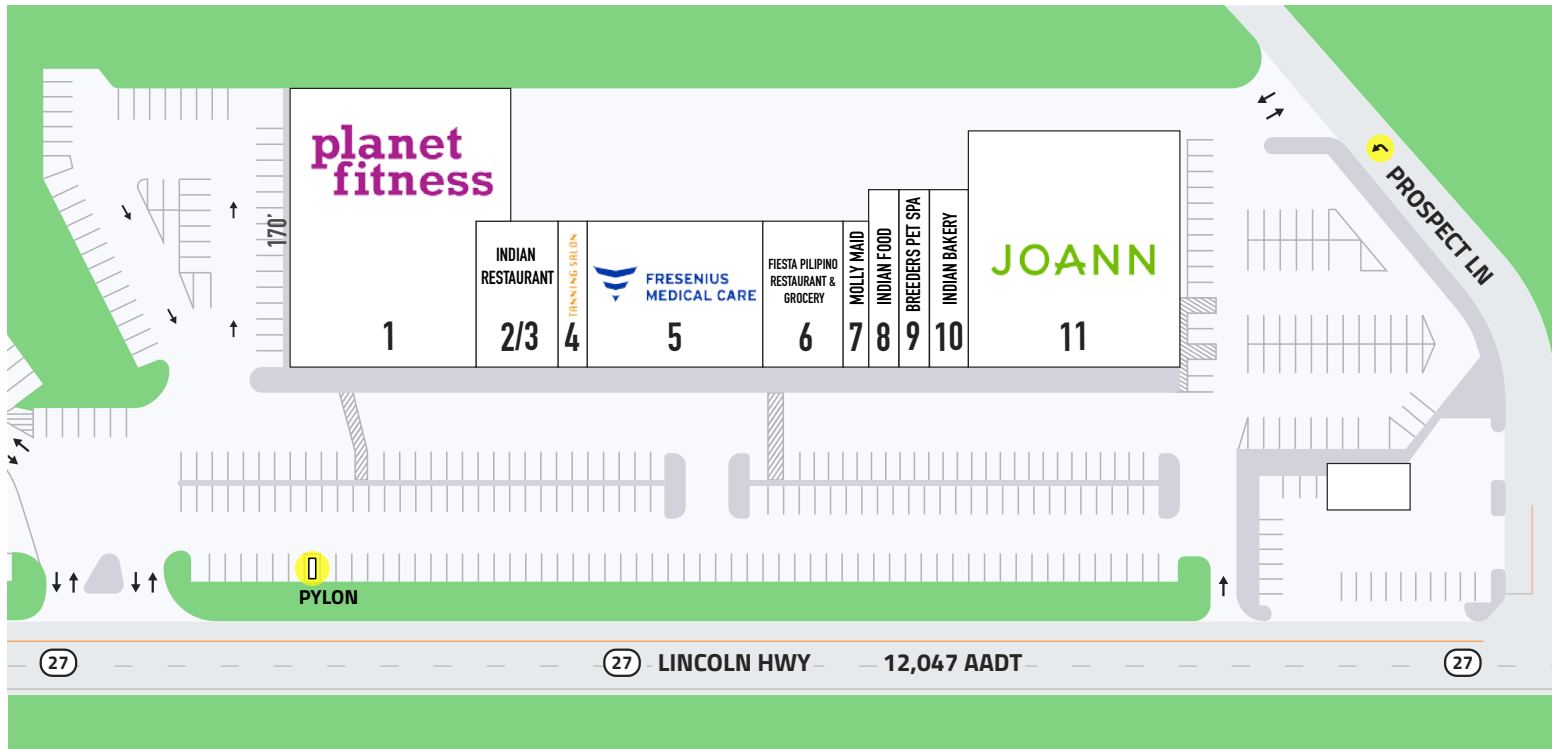 planet
fitness
170'
1
INDIAN
RESTAURANT
2/3
TANNING SALON
4
FRESENIUS
MEDICAL CARE
5
FIESTA PILIPINO
RESTAURANT &
GROCERY
6
MOLLY MAID
7
INDIAN FOOD
8
BREEDERS PET SPA
9
INDIAN BAKERY
10
JOANN
11
PROSPECT LN
PYLON
27
27 LINCOLN HWY 12,047 AADT
27